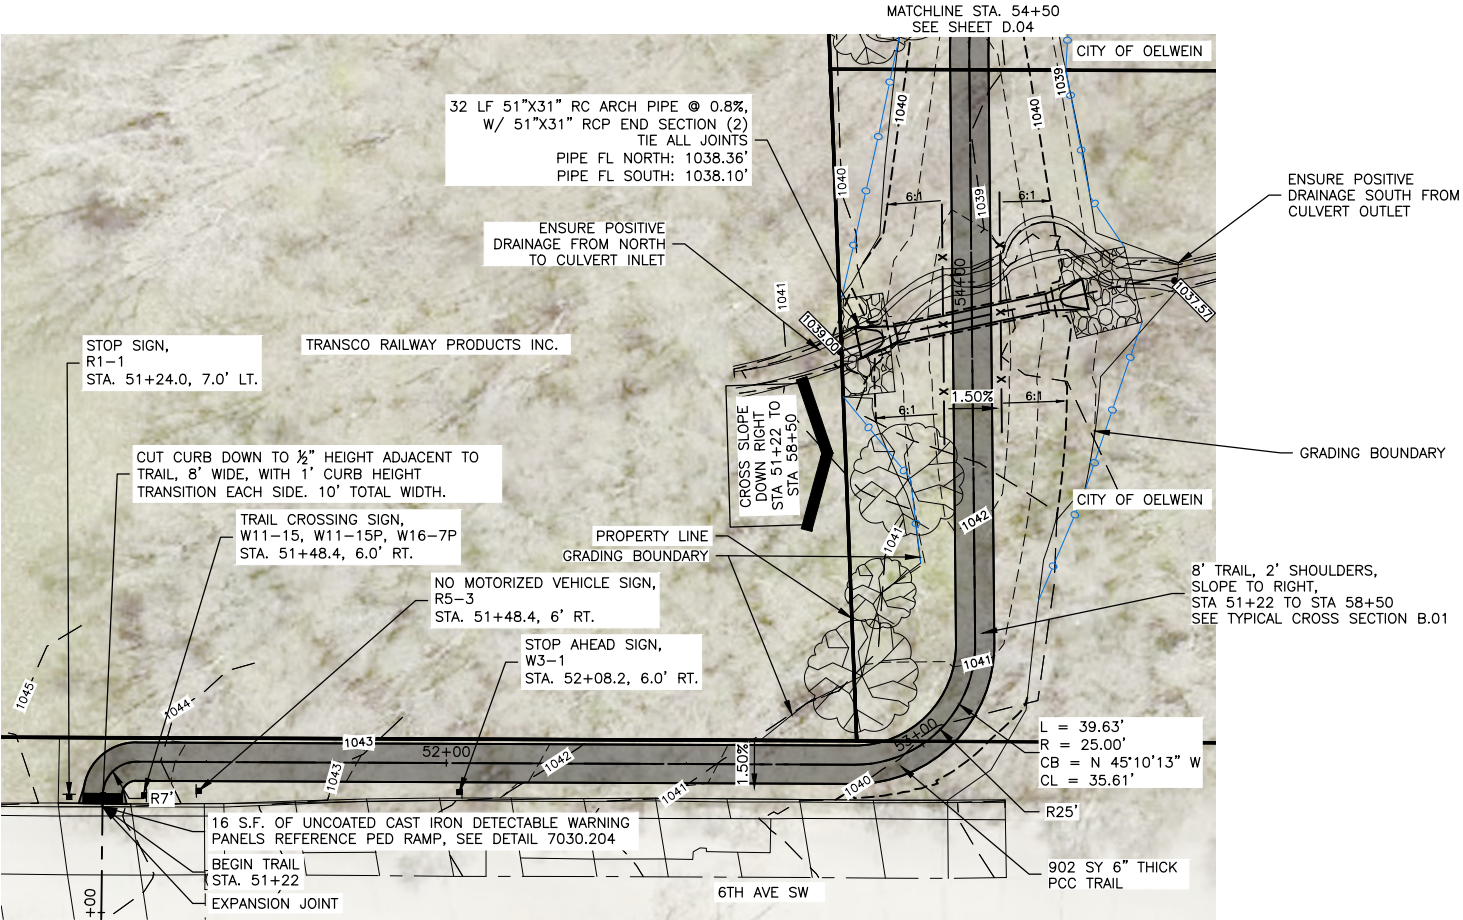 MATCHLINE STA. 54+50
SEE SHEET D.04
CITY OF OELWEIN
1039
1040
1040
32 LF 51"X31" RC ARCH PIPE @ 0.8%,
W/ 51"X31" RCP END SECTION (2)
TIE ALL JOINTS
PIPE FL NORTH: 1038.36'
PIPE FL SOUTH: 1038.10'
1040
1039
6:1
6:1
ENSURE POSITIVE
DRAINAGE SOUTH FROM
CULVERT OUTLET
ENSURE POSITIVE
DRAINAGE FROM NORTH
TO CULVERT INLET
1041
54+00
1037.57
1039.00
STOP SIGN,
R1-1
STA. 51+24.0, 7.0' LT.
TRANSCO RAILWAY PRODUCTS INC.
CROSS SLOPE
DOWN RIGHT
STA 51+22 TO
STA 58+50
X
X
X
X
X
X
1.50%
6:1
6:1
GRADING BOUNDARY
CUT CURB DOWN TO ½" HEIGHT ADJACENT TO
TRAIL, 8' WIDE, WITH 1' CURB HEIGHT
TRANSITION EACH SIDE. 10' TOTAL WIDTH.
CITY OF OELWEIN
TRAIL CROSSING SIGN,
W11-15, W11-15P, W16-7P
STA. 51+48.4, 6.0' RT.
1042
1041
PROPERTY LINE
GRADING BOUNDARY
NO MOTORIZED VEHICLE SIGN,
R5-3
STA. 51+48.4, 6' RT.
8' TRAIL, 2' SHOULDERS,
SLOPE TO RIGHT,
STA 51+22 TO STA 58+50
SEE TYPICAL CROSS SECTION B.01
STOP AHEAD SIGN,
W3-1
STA. 52+08.2, 6.0' RT.
1041
1045
1044
1043
52+00
53+00
L = 39.63'
R = 25.00'
CB = N 45°10'13" W
CL = 35.61'
1043
1042
1.50%
1041
1040
R7'
R25'
16 S.F. OF UNCOATED CAST IRON DETECTABLE WARNING
PANELS REFERENCE PED RAMP, SEE DETAIL 7030.204
BEGIN TRAIL
STA. 51+22
EXPANSION JOINT
+00
6TH AVE SW
902 SY 6" THICK
PCC TRAIL